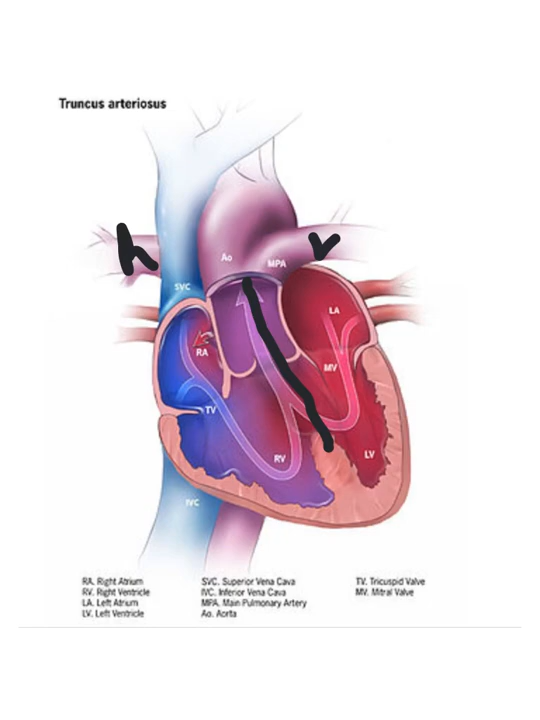 Truncus arteriosus
h
v
Ao
MPA
SVC
LA
RA
MV
TV
RV
LV
IVC
RA. Right Atrium
RV. Right Ventricle
LA. Left Atrium
LV. Left Ventricle
SVC. Superior Vena Cava
IVC. Inferior Vena Cava
MPA. Main Pulmonary Artery
Ao. Aorta
TV. Tricuspid Valve
MV. Mitral Valve